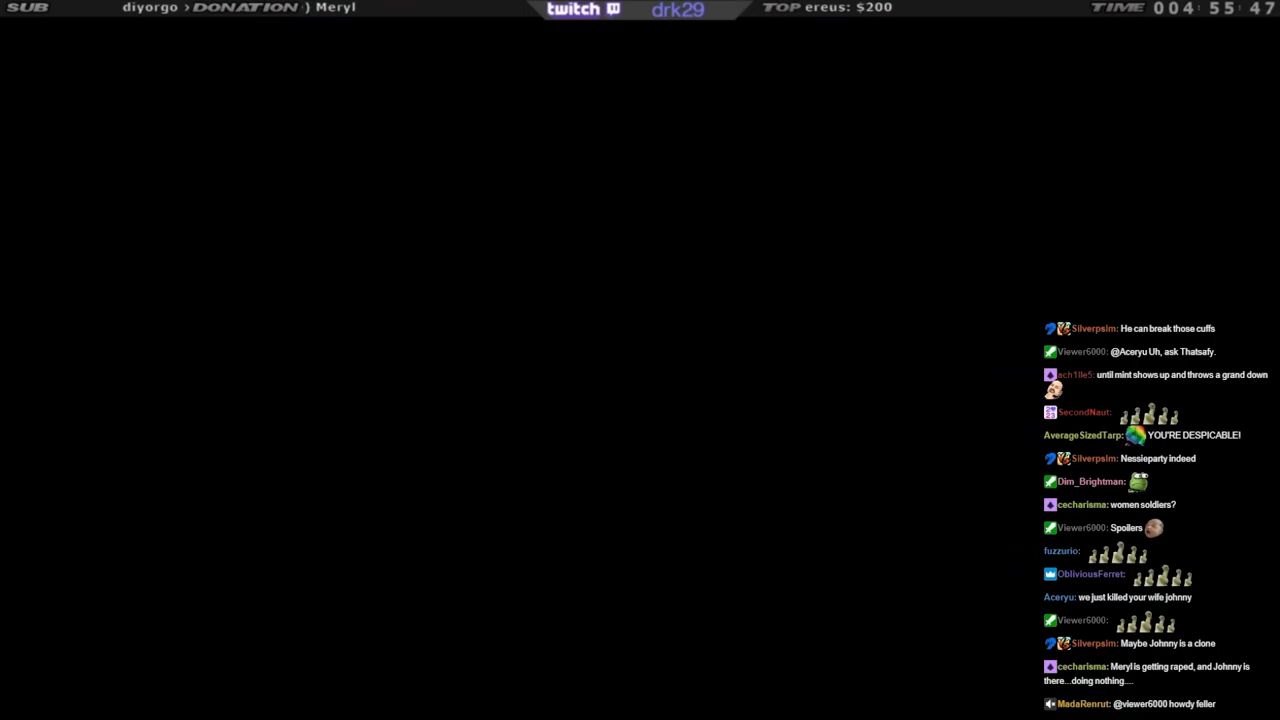 SUB diyorgo > DONATION :) Meryl twitch drk29 TOP ereus: $200 TIME 004:55:47
Silverpsim: He can break those cuffs
Viewer6000: @Aceryu Uh, ask Thatsafy.
ach1lle5: until mint shows up and throws a grand down
SecondNaut:
AverageSizedTarp: YOU'RE DESPICABLE!
Silverpsim: Nessieparty indeed
Dim_Brightman:
cecharisma: women soldiers?
Viewer6000: Spoilers
fuzzurio:
ObliviousFerret:
Aceryu: we just killed your wife johnny
Viewer6000:
Silverpsim: Maybe Johnny is a clone
cecharisma: Meryl is getting raped, and Johnny is
there...doing nothing....
MadaRenrut: @viewer6000 howdy feller